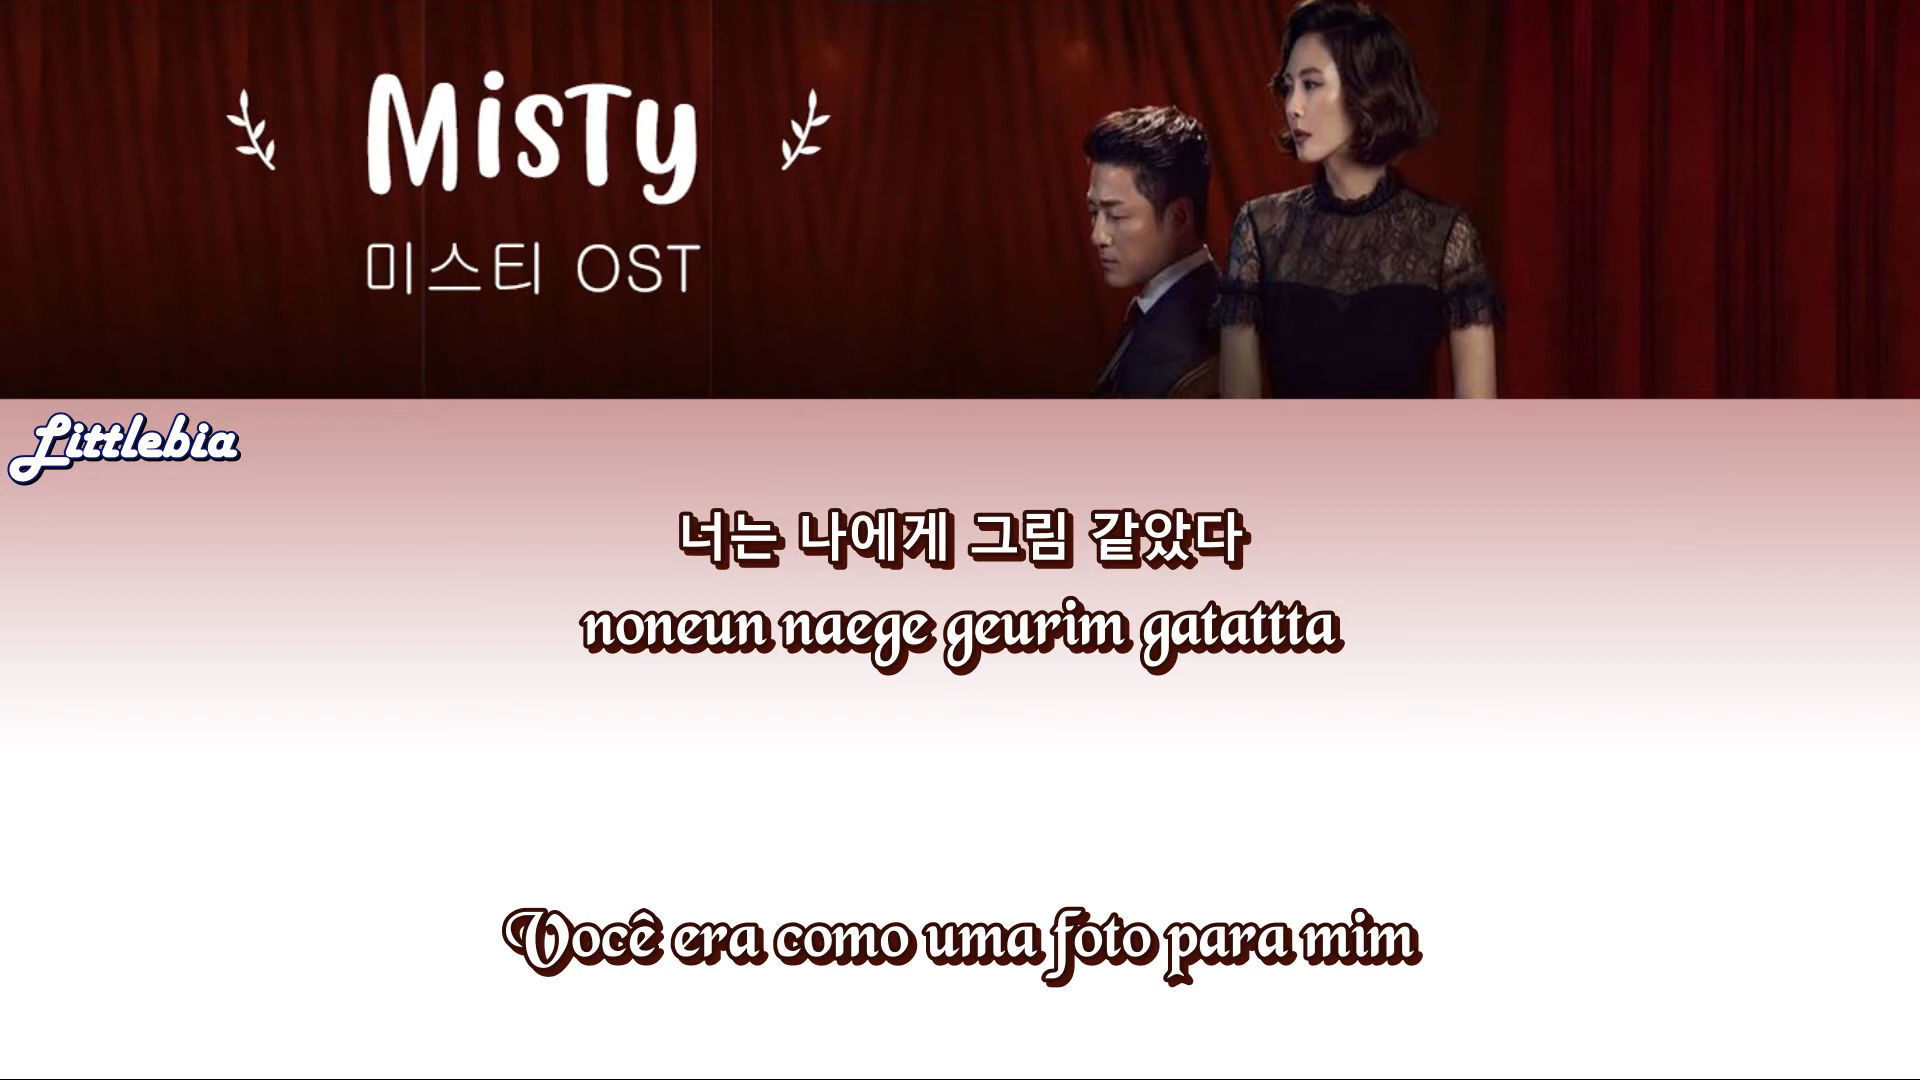 MisTy
미스티 OST
Littlebia
너는 나에게 그림 같았다
noneun naege geurim gatattta
Você era como uma foto para mim